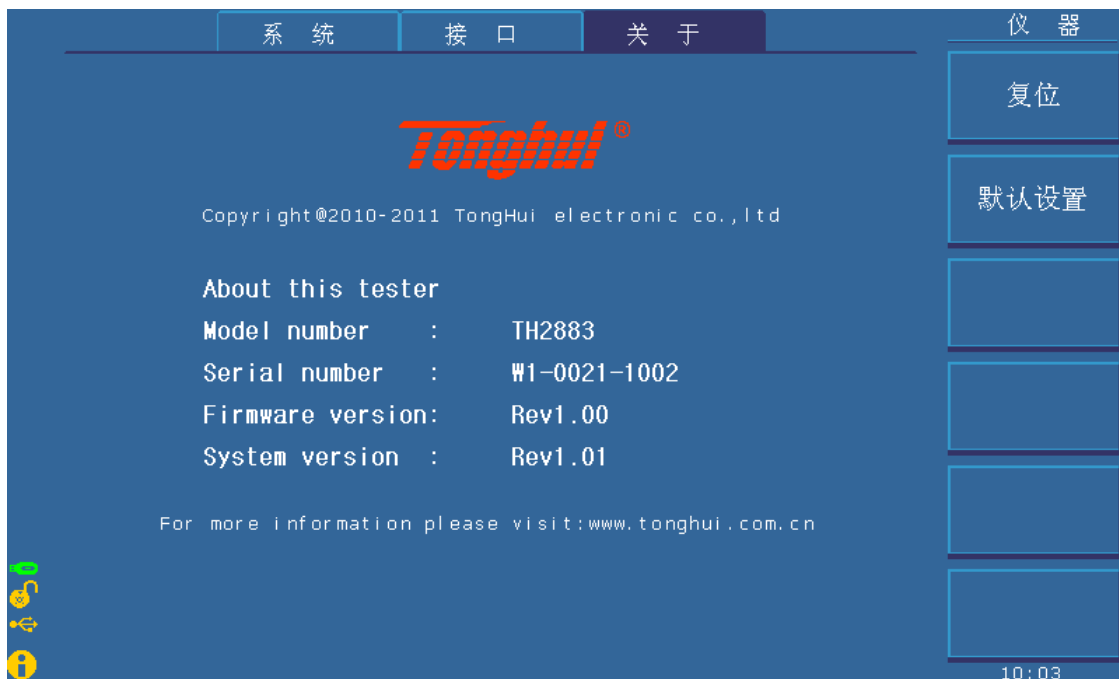 系 统 接 口 关 于 仪 器
复位
默认设置
Tonghui®
Copyright@2010-2011 TongHui electronic co.,ltd
About this tester
Model number : TH2883
Serial number : W1-0021-1002
Firmware version: Rev1.00
System version : Rev1.01
For more information please visit:www.tonghui.com.cn
10:03